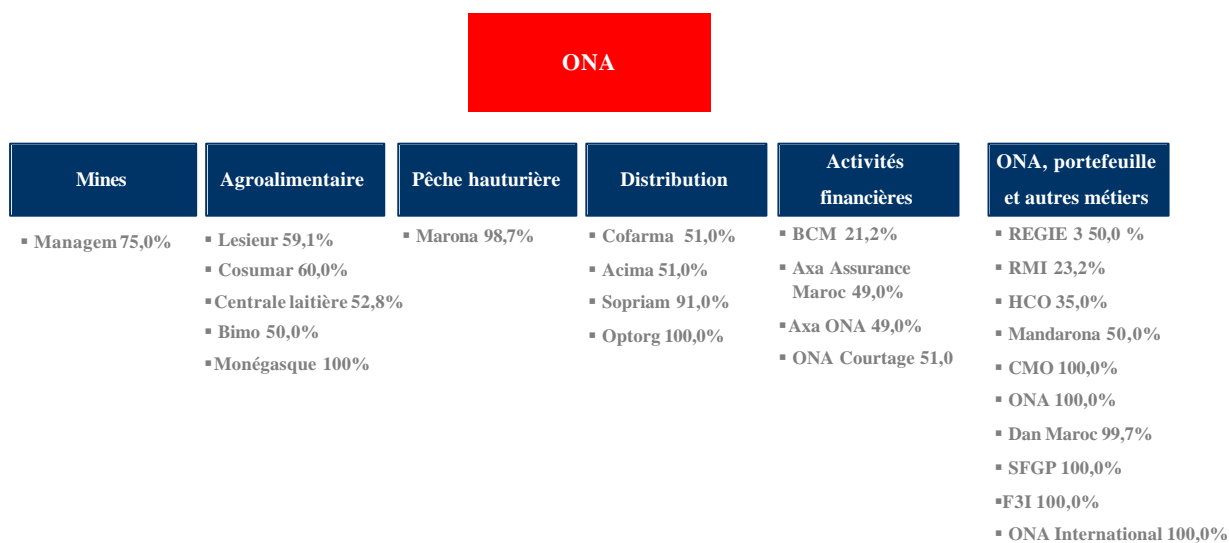 ONA
Mines
▪ Managem 75,0%
Agroalimentaire
▪ Lesieur 59,1%
▪ Cosumar 60,0%
▪Centrale laitière 52,8%
▪ Bimo 50,0%
▪Monégasque 100%
Pêche hauturière
▪ Marona 98,7%
Distribution
▪ Cofarma 51,0%
▪ Acima 51,0%
▪ Sopriam 91,0%
▪ Optorg 100,0%
Activités
financières
▪ BCM 21,2%
▪ Axa Assurance
Maroc 49,0%
▪Axa ONA 49,0%
▪ ONA Courtage 51,0
ONA, portefeuille
et autres métiers
▪ REGIE 3 50,0 %
▪ RMI 23,2%
▪ HCO 35,0%
▪ Mandarona 50,0%
▪ CMO 100,0%
▪ ONA 100,0%
▪ Dan Maroc 99,7%
▪ SFGP 100,0%
▪F3I 100,0%
▪ ONA International 100,0%